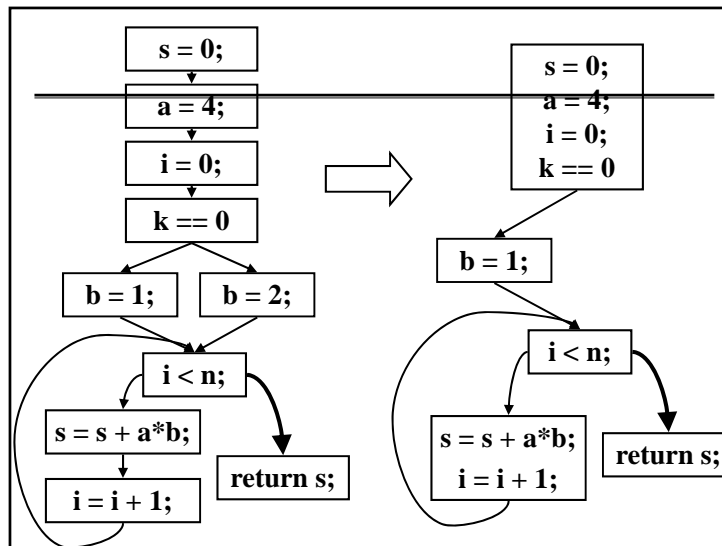 s = 0;
a = 4;
i = 0;
k == 0
b = 1;
b = 2;
i < n;
s = s + a*b;
i = i + 1;
return s;
s = 0;
a = 4;
i = 0;
k == 0
b = 1;
i < n;
s = s + a*b;
i = i + 1;
return s;